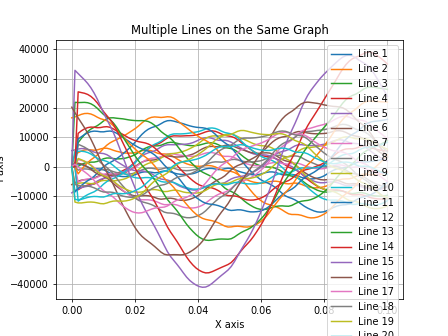 Multiple Lines on the Same Graph
40000
30000
20000
10000
0
-10000
-20000
-30000
-40000
0.00
0.02
0.04
0.06
X axis
Line 1
Line 2
Line 3
Line 4
Line 5
Line 6
Line 7
Line 8
Line 9
Line 10
Line 11
Line 12
Line 13
Line 14
Line 15
Line 16
Line 17
Line 18
Line 19
Line 20